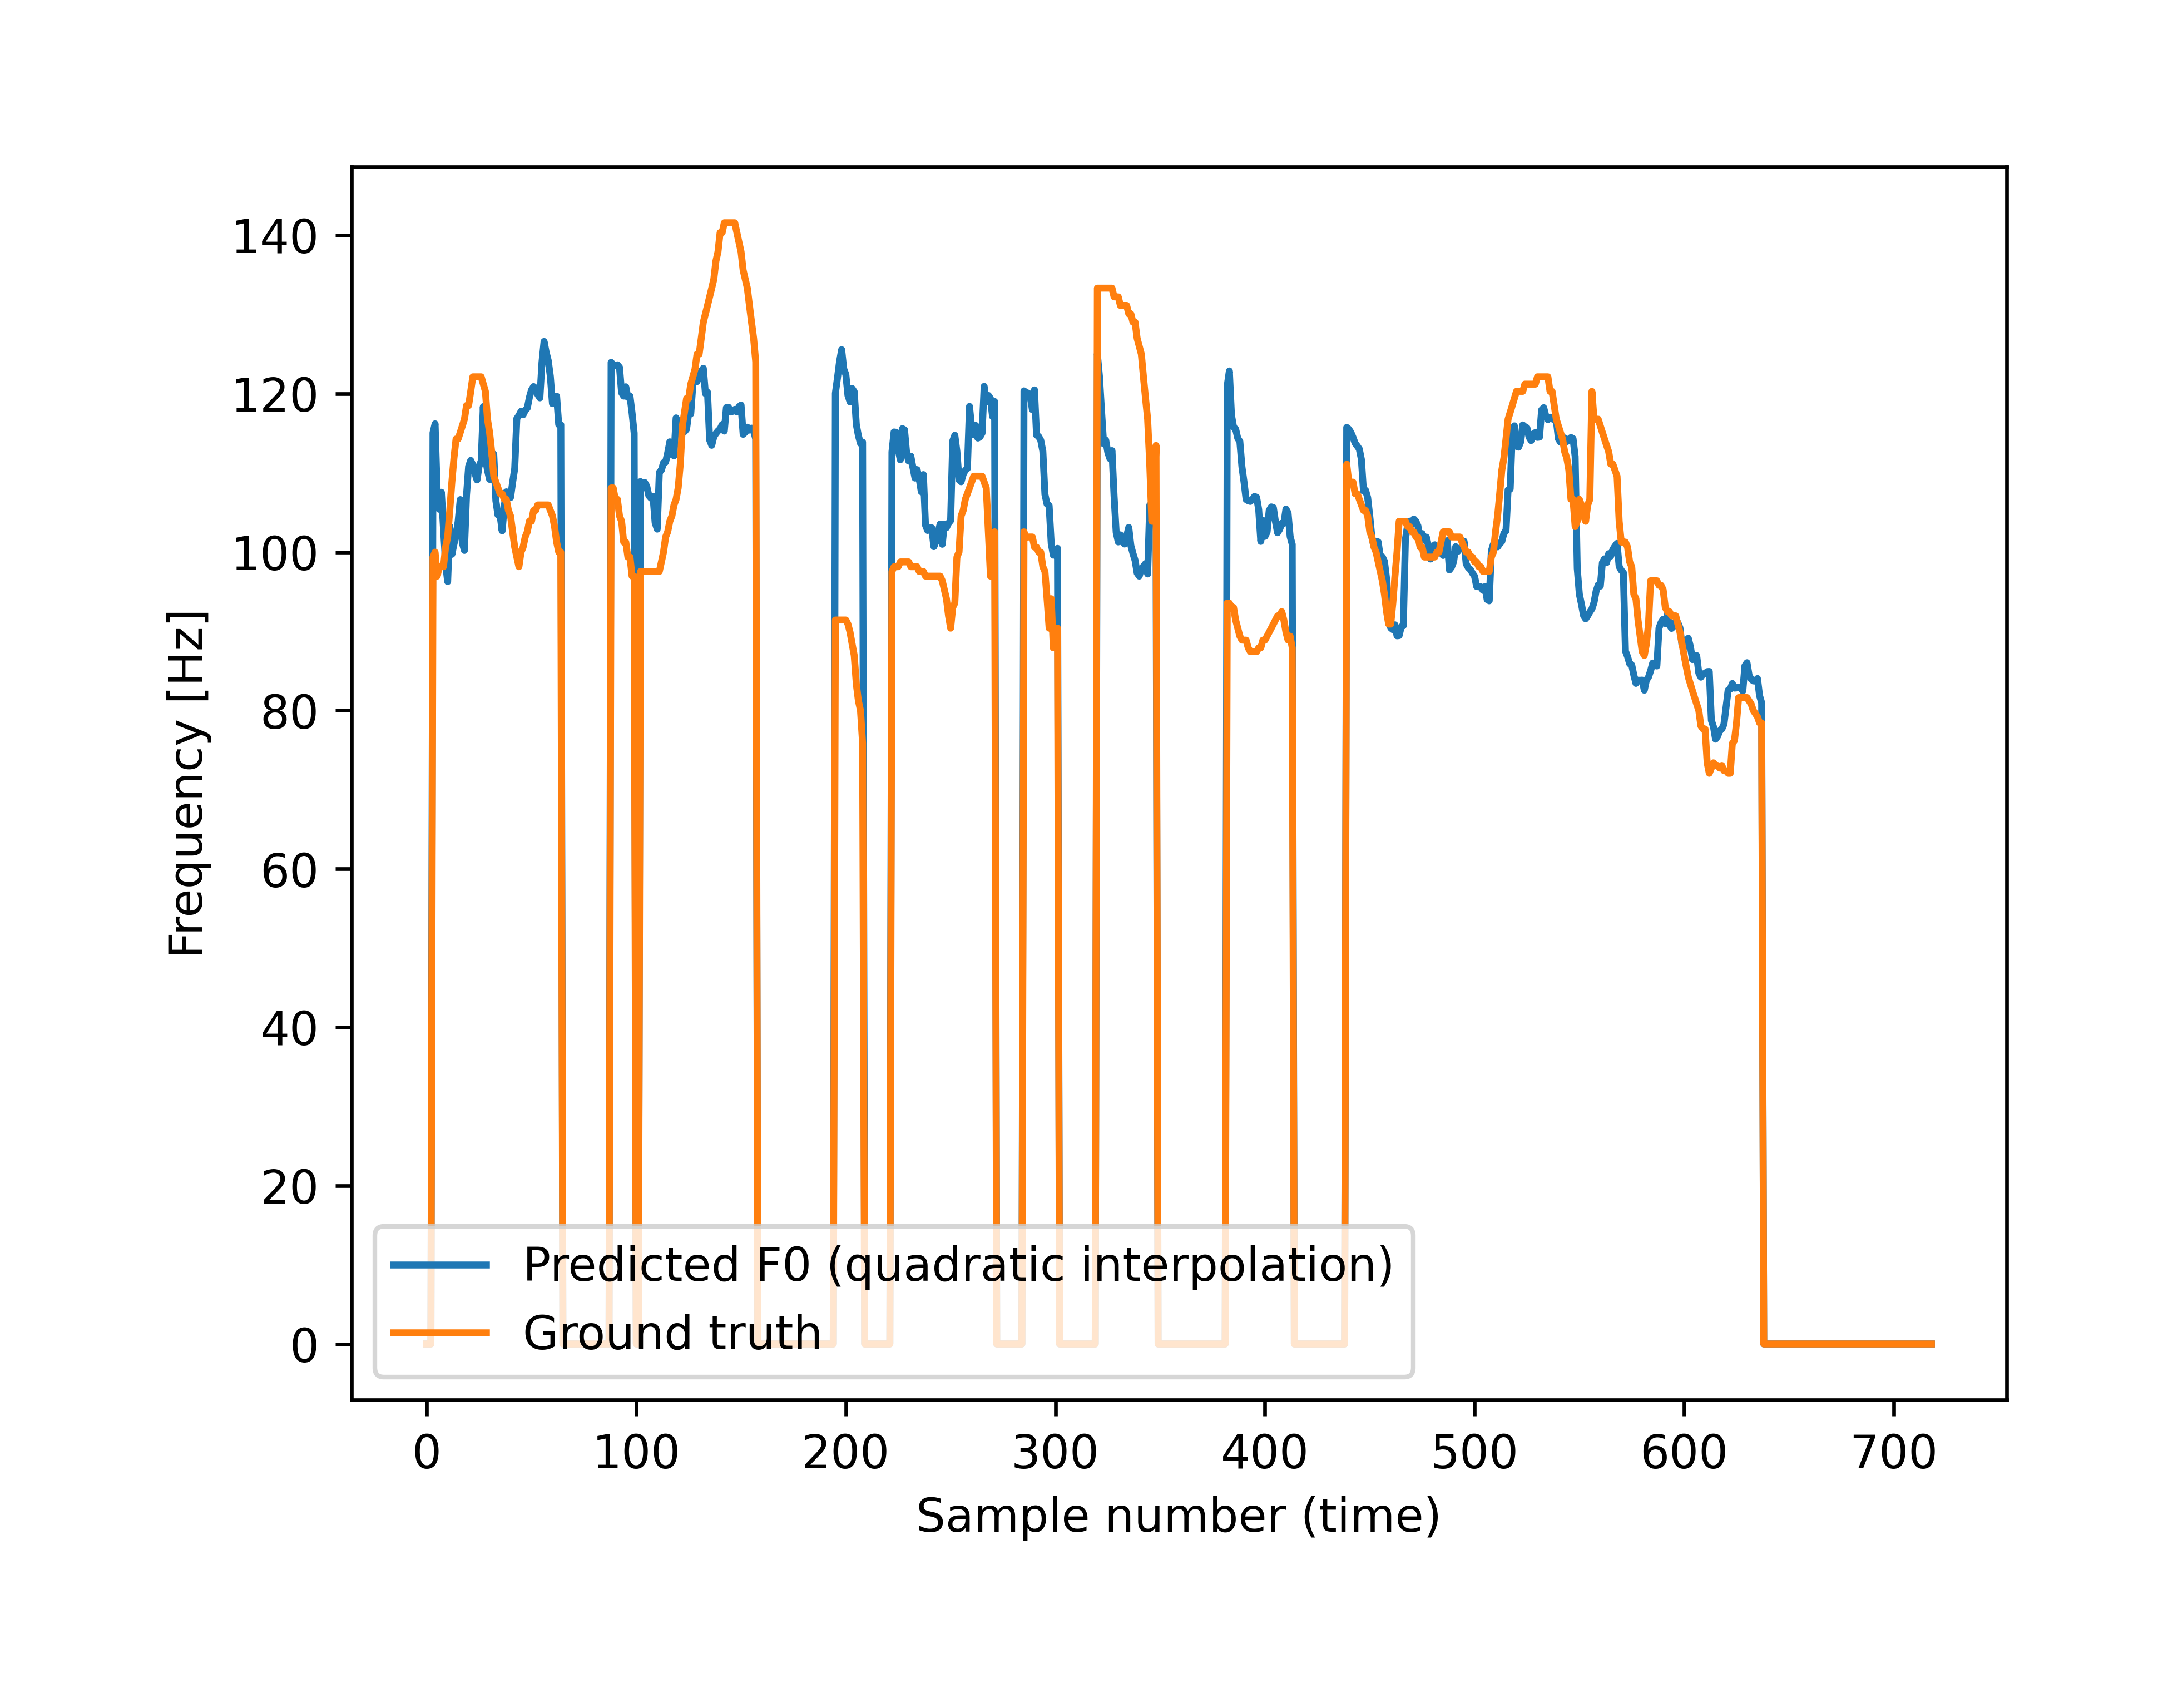 140
120
100
80
60
40
20
0
Frequency [Hz]
Predicted F0 (quadratic interpolation)
Ground truth
0 100 200 300 400 500 600 700
Sample number (time)